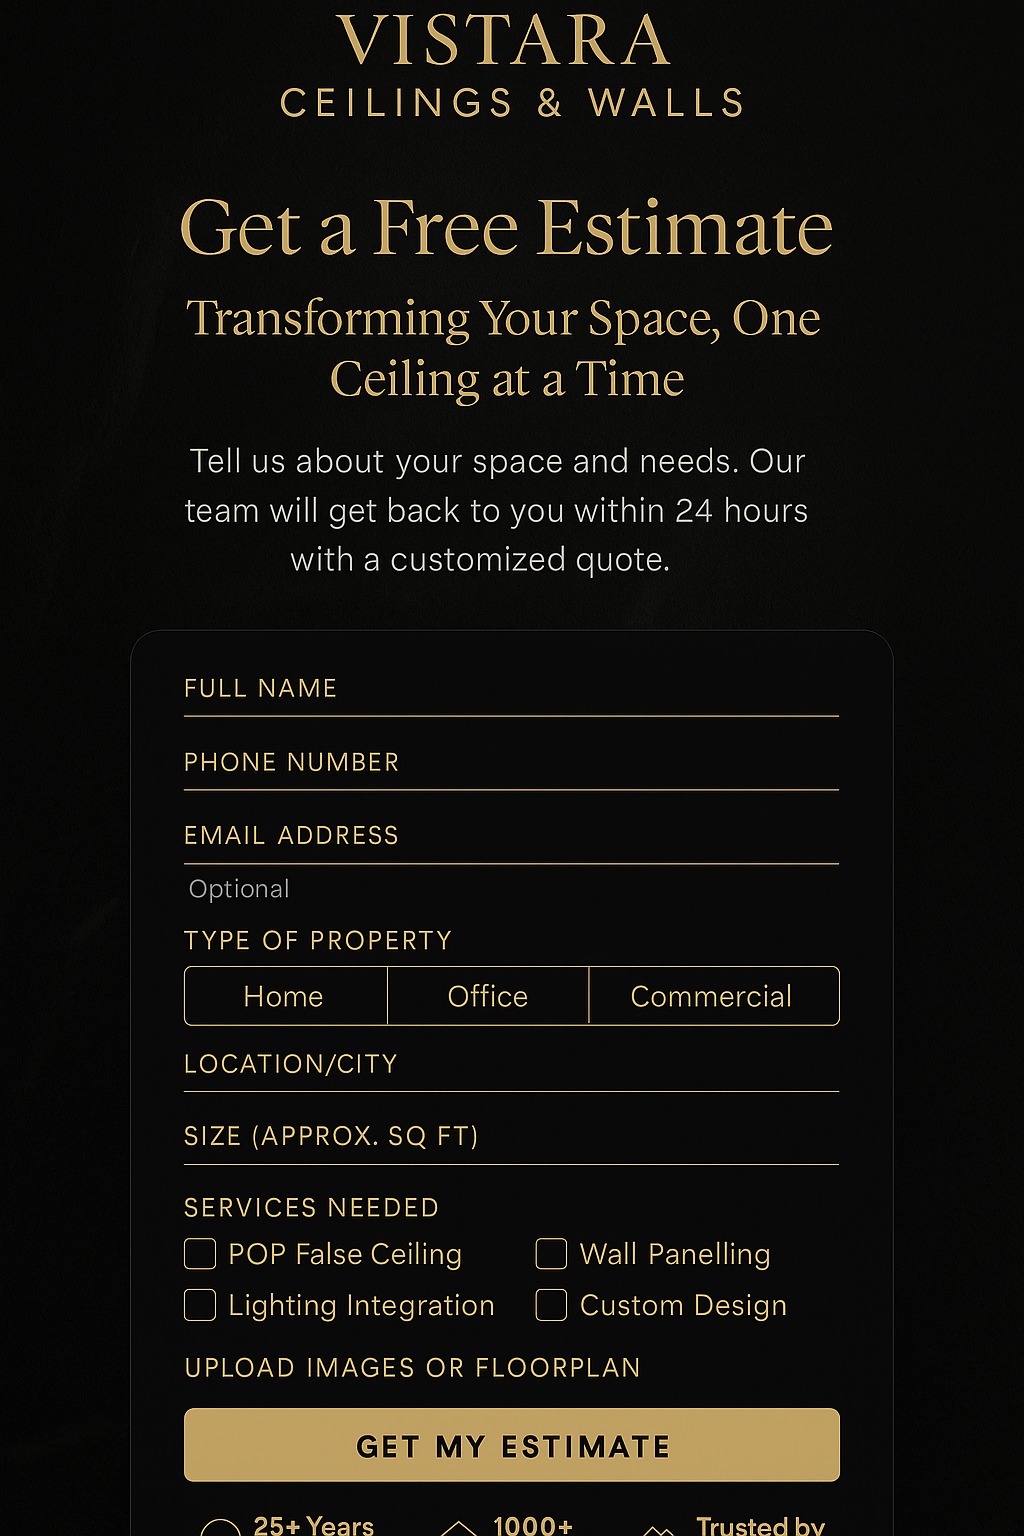 VISTARA
CEILINGS & WALLS
Get a Free Estimate
Transforming Your Space, One
Ceiling at a Time
Tell us about your space and needs. Our
team will get back to you within 24 hours
with a customized quote.
FULL NAME
PHONE NUMBER
EMAIL ADDRESS
Optional
TYPE OF PROPERTY
Home Office Commercial
LOCATION/CITY
SIZE (APPROX. SQ FT)
SERVICES NEEDED
POP False Ceiling Wall Panelling
Lighting Integration Custom Design
UPLOAD IMAGES OR FLOORPLAN
GET MY ESTIMATE
25+ Years 1000+ Trusted by